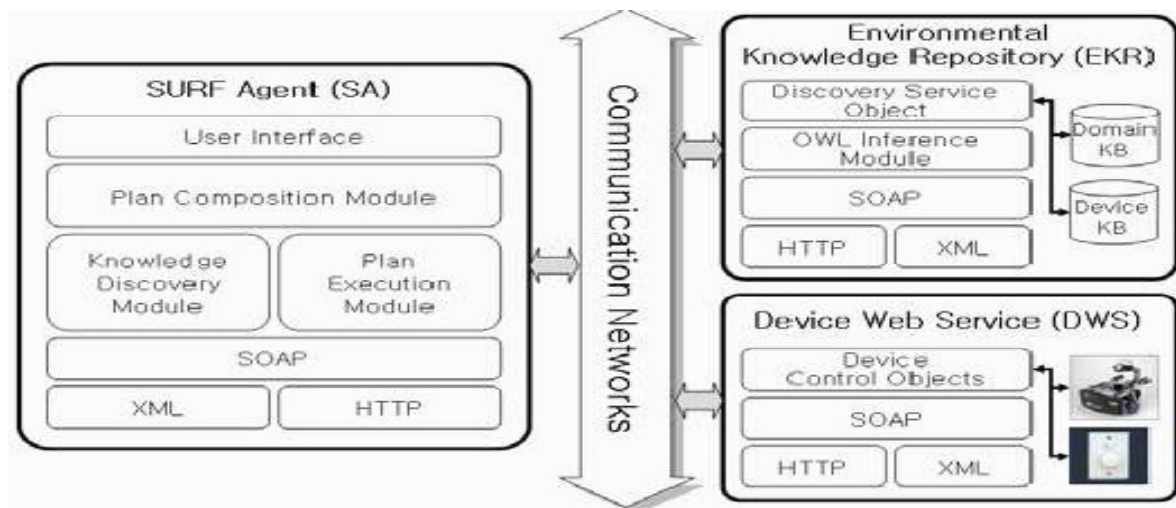 SURF Agent (SA)
User Interface
Plan Composition Module
Knowledge
Discovery
Module
Plan
Execution
Module
SOAP
XML
HTTP
Communication Networks
Environmental
Knowledge Repository (EKR)
Discovery Service
Object
OWL Inference
Module
SOAP
HTTP
XML
Domain
KB
Device
KB
Device Web Service (DWS)
Device
Control Objects
SOAP
HTTP
XML